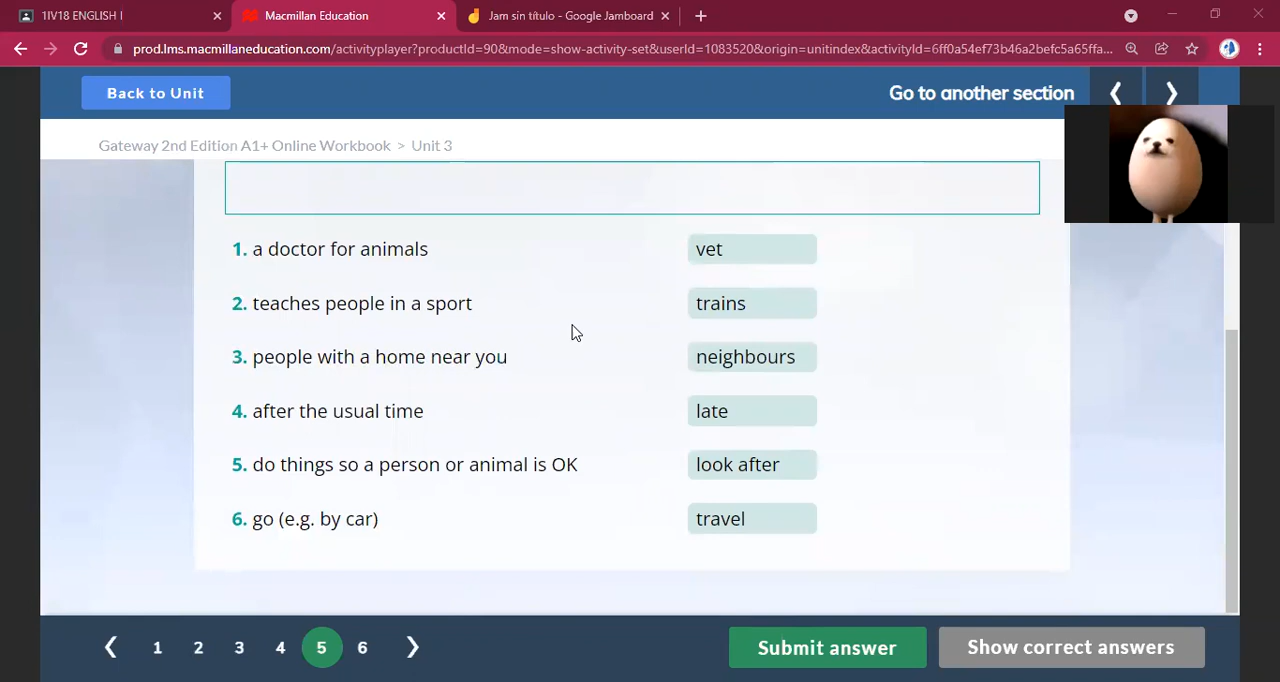 1IV18 ENGLISH I
Macmillan Education
Jam sin título - Google Jamboard
prod.lms.macmillaneducation.com/activityplayer?productId=90&mode=show-activity-set&userId=1083520&origin=unitindex&activityId=6ff0a54ef73b46a2befc5a65ffa...
Back to Unit
Go to another section
Gateway 2nd Edition A1+ Online Workbook > Unit 3
1. a doctor for animals vet
2. teaches people in a sport trains
3. people with a home near you neighbours
4. after the usual time late
5. do things so a person or animal is OK look after
6. go (e.g. by car) travel
1 2 3 4 5 6
Submit answer
Show correct answers